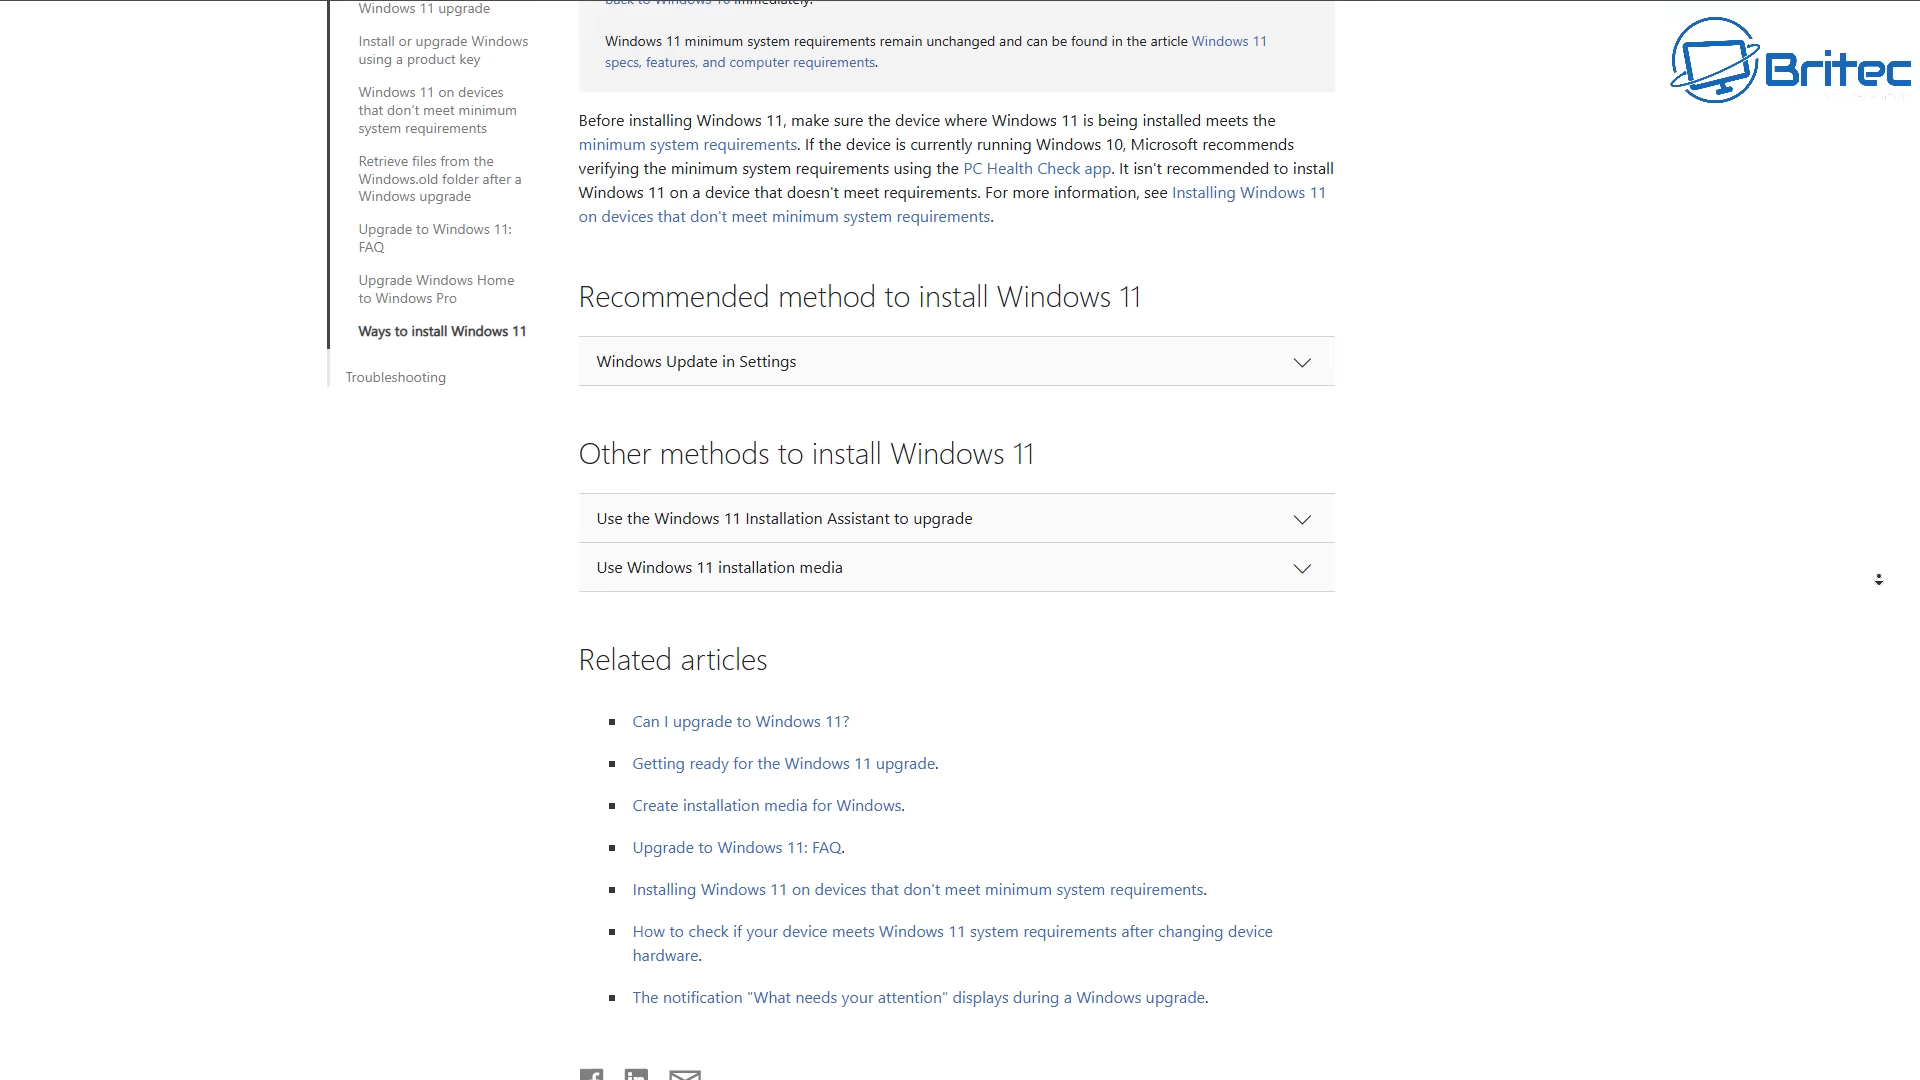 Windows 11 upgrade
Install or upgrade Windows
using a product key
Windows 11 on devices
that don't meet minimum
system requirements
Retrieve files from the
Windows.old folder after a
Windows upgrade
Upgrade to Windows 11:
FAQ
Upgrade Windows Home
to Windows Pro
Ways to install Windows 11
Troubleshooting
back to Windows 10 immediately.
Windows 11 minimum system requirements remain unchanged and can be found in the article Windows 11
specs, features, and computer requirements.
Before installing Windows 11, make sure the device where Windows 11 is being installed meets the
minimum system requirements. If the device is currently running Windows 10, Microsoft recommends
verifying the minimum system requirements using the PC Health Check app. It isn't recommended to install
Windows 11 on a device that doesn't meet requirements. For more information, see Installing Windows 11
on devices that don't meet minimum system requirements.
Recommended method to install Windows 11
Windows Update in Settings
Other methods to install Windows 11
Use the Windows 11 Installation Assistant to upgrade
Use Windows 11 installation media
Related articles
Can I upgrade to Windows 11?
Getting ready for the Windows 11 upgrade.
Create installation media for Windows.
Upgrade to Windows 11: FAQ.
Installing Windows 11 on devices that don't meet minimum system requirements.
How to check if your device meets Windows 11 system requirements after changing device
hardware.
The notification "What needs your attention" displays during a Windows upgrade.
Britec